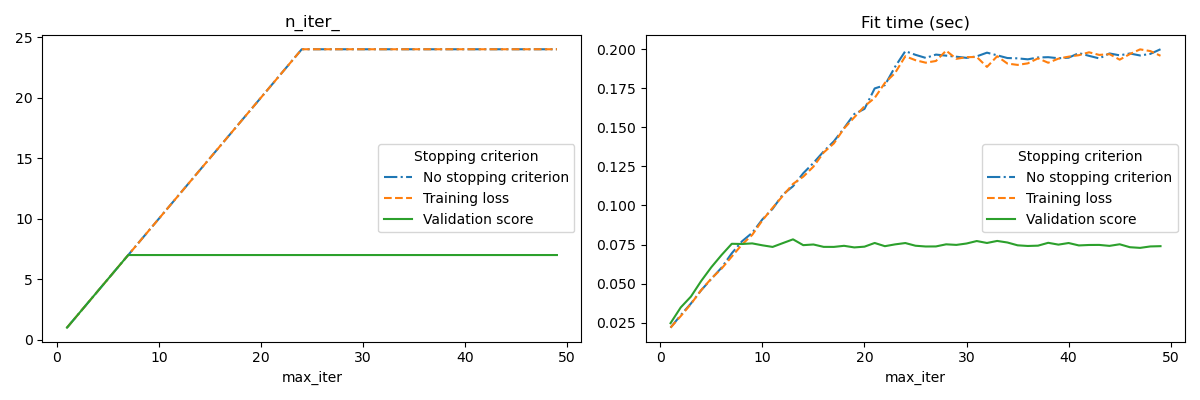 n_iter_
25
20
15
10
5
0
0
10
20
30
40
50
max_iter
Stopping criterion
No stopping criterion
Training loss
Validation score
Fit time (sec)
0.200
0.175
0.150
0.125
0.100
0.075
0.050
0.025
0
10
20
30
40
50
max_iter
Stopping criterion
No stopping criterion
Training loss
Validation score